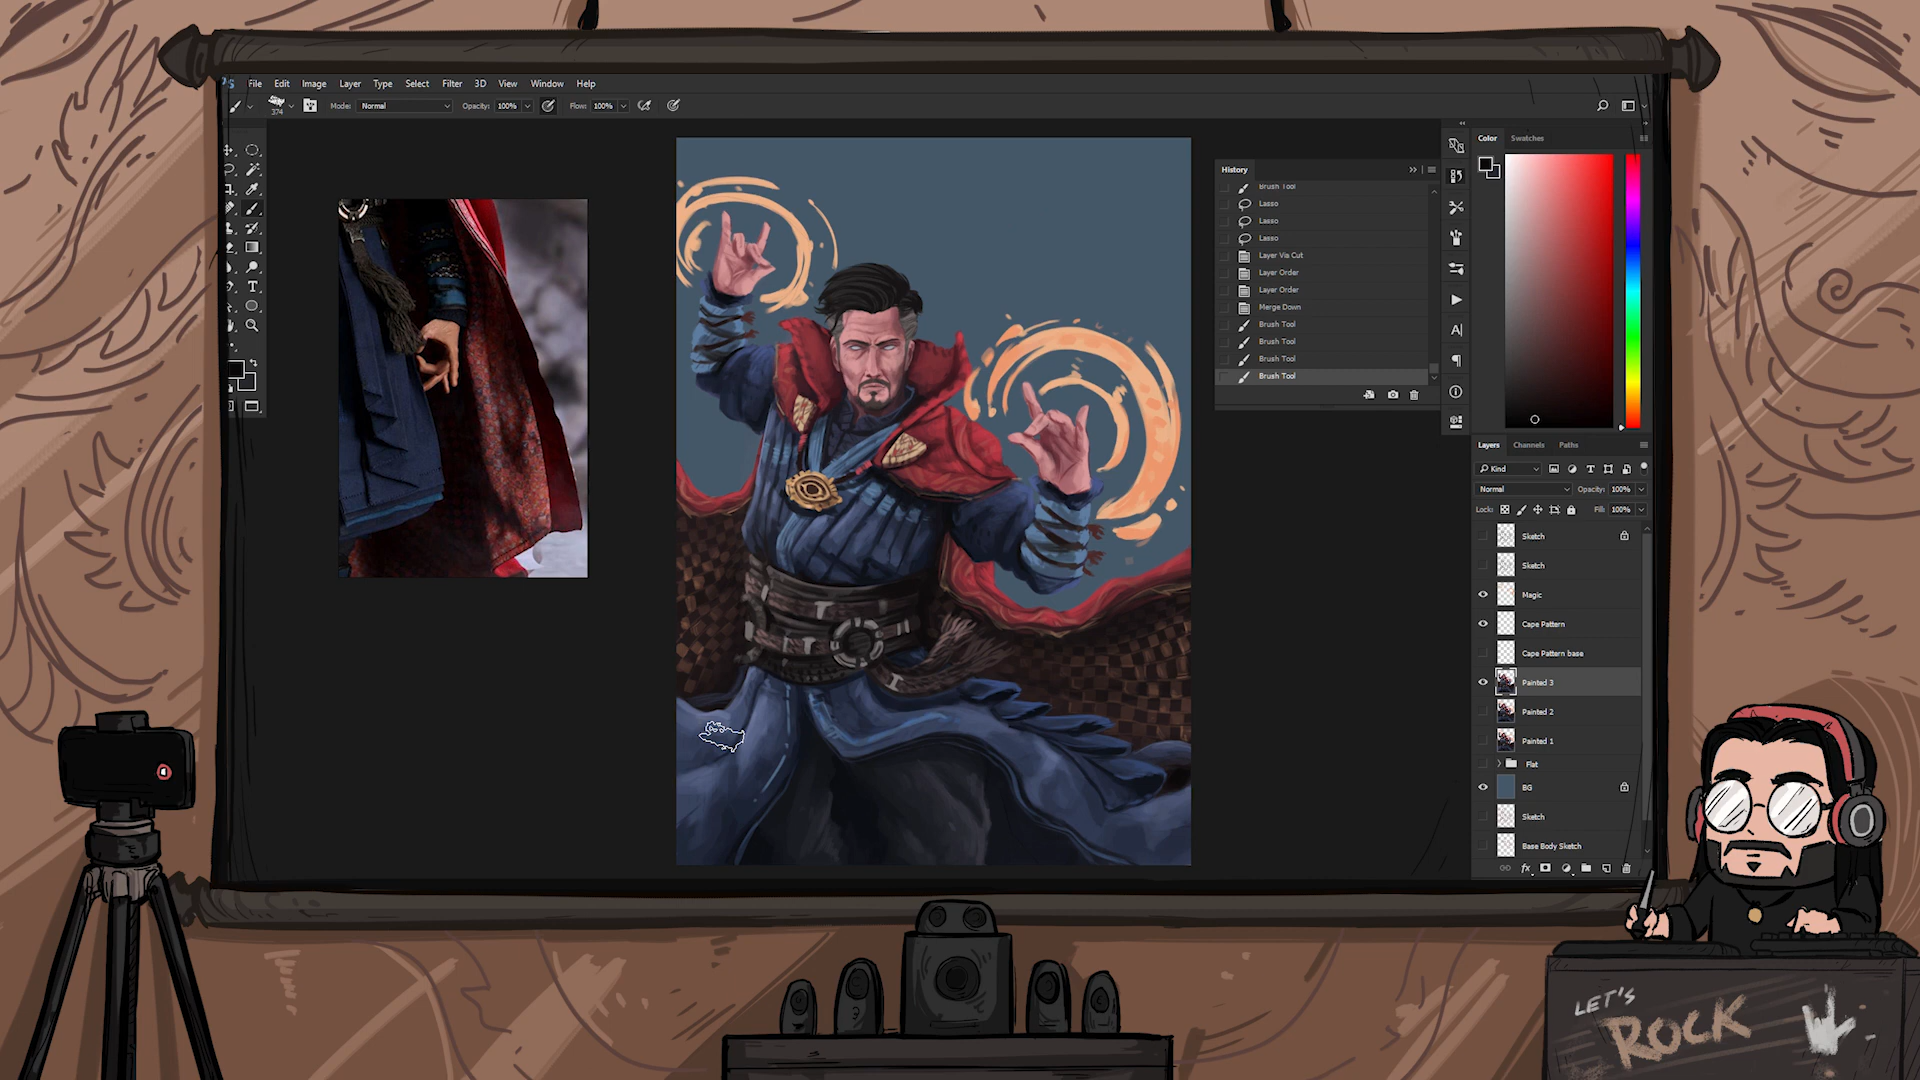 Ps File Edit Image Layer Type Select Filter 3D View Window Help
374 Mode: Normal Opacity: 100% Flow: 100%
Color Swatches
History
Brush Tool
Lasso
Lasso
Lasso
Layer Via Cut
Layer Order
Layer Order
Merge Down
Brush Tool
Brush Tool
Brush Tool
Brush Tool
Layers Channels Paths
Kind
Normal Opacity: 100%
Lock: Fill: 100%
Sketch
Sketch
Magic
Cape Pattern
Cape Pattern base
Painted 3
Painted 2
Painted 1
Flat
BG
Sketch
Base Body Sketch
fx
LET'S
ROCK